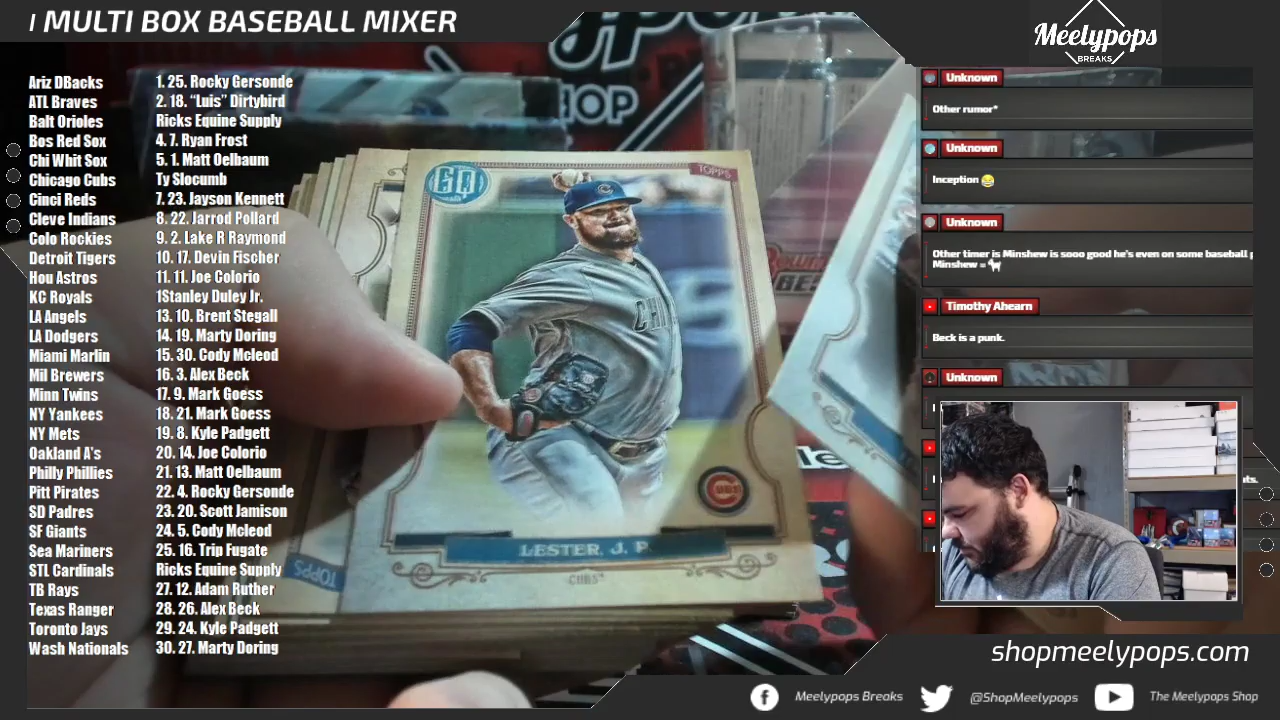 MULTI BOX BASEBALL MIXER
Meelypops
BREAKS
Ariz DBacks 1. 25. Rocky Gersonde
ATL Braves 2. 18. "Luis" Dirtybird
Balt Orioles Ricks Equine Supply
Bos Red Sox 4. 7. Ryan Frost
Chi Whit Sox 5. 1. Matt Oelbaum
Chicago Cubs Ty Slocumb
Cinci Reds 7. 23. Jayson Kennett
Cleve Indians 8. 22. Jarrod Pollard
Colo Rockies 9. 2. Lake R Raymond
Detroit Tigers 10. 17. Devin Fischer
Hou Astros 11. 11. Joe Colorio
KC Royals 1Stanley Duley Jr.
LA Angels 13. 10. Brent Stegall
LA Dodgers 14. 19. Marty Doring
Miami Marlin 15. 30. Cody Mcleod
Mil Brewers 16. 3. Alex Beck
Minn Twins 17. 9. Mark Goess
NY Yankees 18. 21. Mark Goess
NY Mets 19. 8. Kyle Padgett
Oakland A's 20. 14. Joe Colorio
Philly Phillies 21. 13. Matt Oelbaum
Pitt Pirates 22. 4. Rocky Gersonde
SD Padres 23. 20. Scott Jamison
SF Giants 24. 5. Cody Mcleod
Sea Mariners 25. 16. Trip Fugate
STL Cardinals Ricks Equine Supply
TB Rays 27. 12. Adam Ruther
Texas Ranger 28. 26. Alex Beck
Toronto Jays 29. 24. Kyle Padgett
Wash Nationals 30. 27. Marty Doring
HOP
GQ
TOPPS
CHI
CUBS
LESTER, J. P.
CUBS
TOPPS
Unknown
Other rumor*
Unknown
Inception 😂
Unknown
Other timer is Minshew is sooo good he's even on some baseball
Minshew = 🐐
Timothy Ahearn
Beck is a punk.
Unknown
ts.
shopmeelypops.com
Meelypops Breaks
@ShopMeelypops
The Meelypops Shop